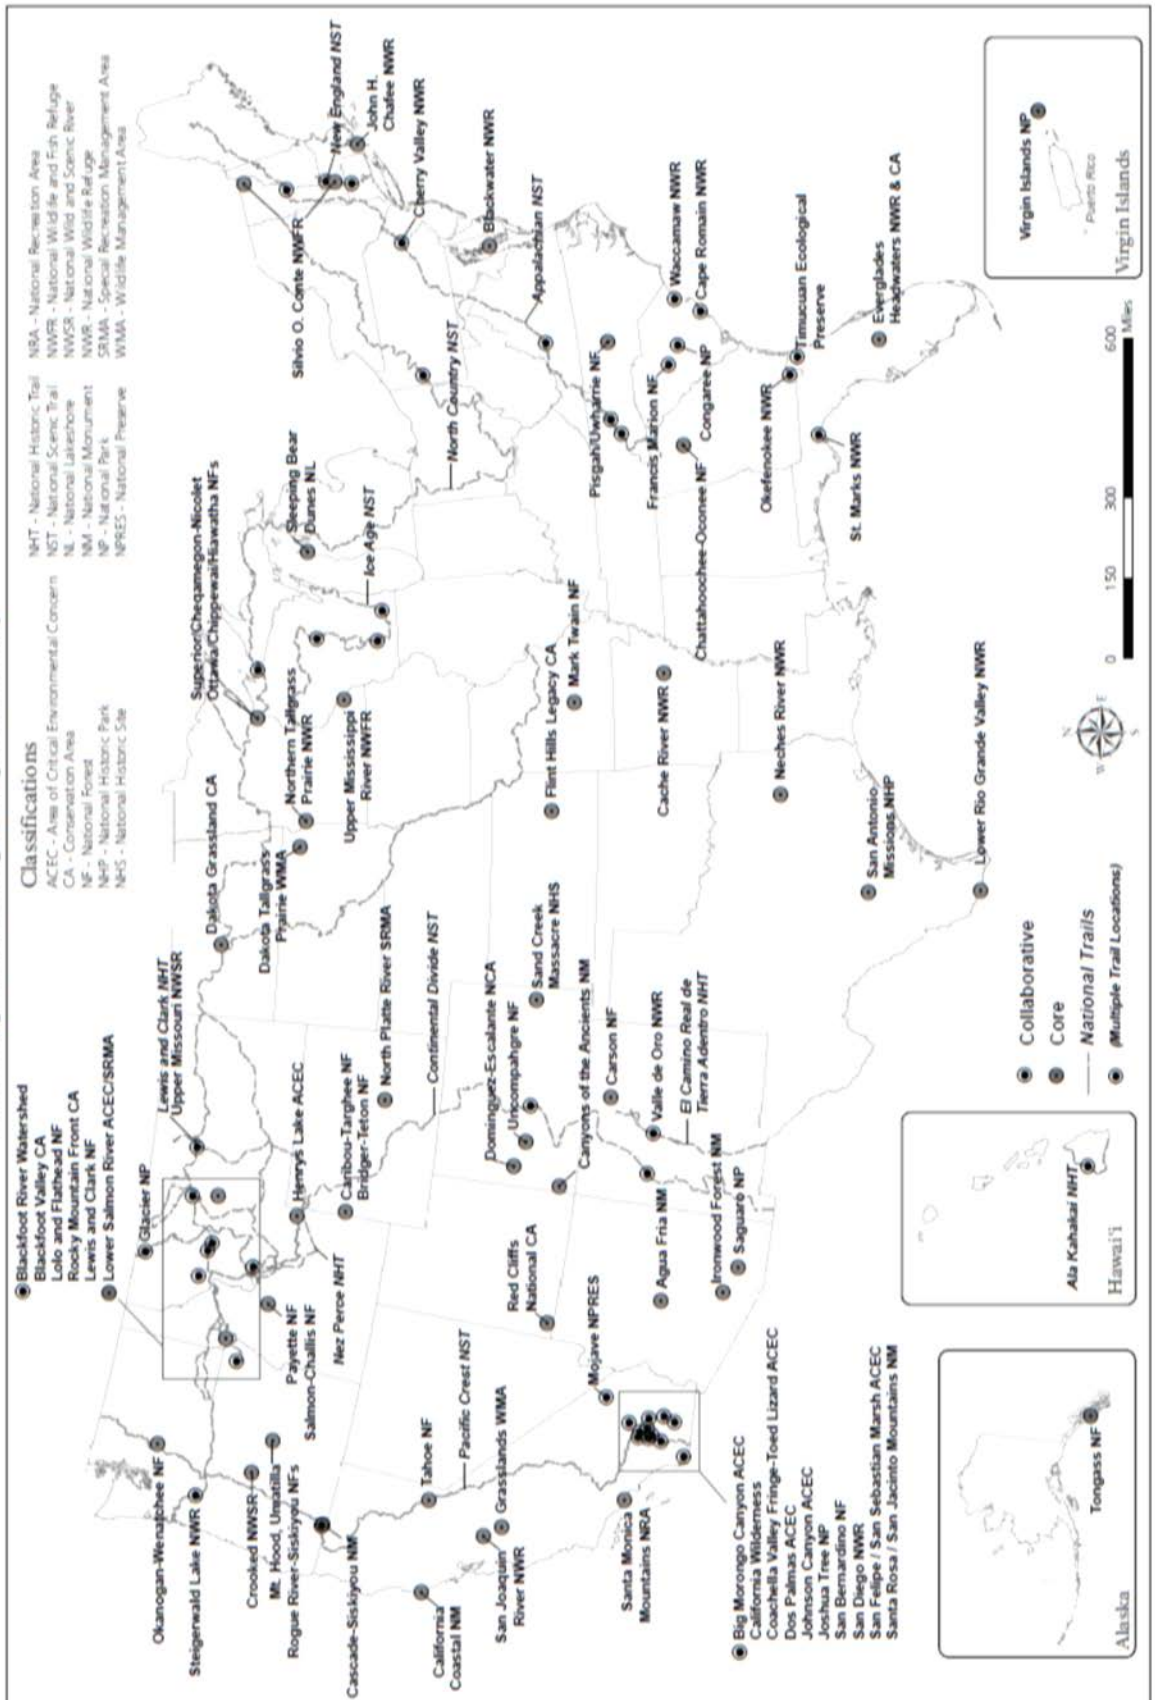 Classifications
ACEC - Area of Critical Environmental Concern
CA - Conservation Area
NF - National Forest
NHP - National Historic Park
NHS - National Historic Site
NHT - National Historic Trail
NST - National Scenic Trail
NL - National Lakeshore
NM - National Monument
NP - National Park
NPRES - National Preserve
NRA - National Recreation Area
NWFR - National Wildlife and Fish Refuge
NWSR - National Wild and Scenic River
NWR - National Wildlife Refuge
SRMA - Special Recreation Management Area
WMA - Wildlife Management Area
Blackfoot River Watershed
Blackfoot Valley CA
Lolo and Flathead NF
Rocky Mountain Front CA
Lewis and Clark NF
Lower Salmon River ACEC/SRMA
Glacier NP
Lewis and Clark NHT
Upper Missouri NWSR
Dakota Grassland CA
Dakota Tallgrass
Prairie WMA
Northern Tallgrass
Prairie NWR
Superior/Cheqamegon-Nicolet
Ottawa/Chippewa/Hiawatha NFs
Upper Mississippi
River NWFR
Sleeping Bear
Dunes NL
Ice Age NST
North Country NST
Silvio O. Conte NWFR
New England NST
John H.
Chafee NWR
Cherry Valley NWR
Blackwater NWR
Appalachian NST
Okanogan-Wenatchee NF
Steigerwald Lake NWR
Crooked NWSR
Mt. Hood, Umatilla
Rogue River-Siskiyou NFs
Cascade-Siskiyou NM
Payette NF
Salmon-Challis NF
Nez Perce NHT
Henrys Lake ACEC
Caribou-Targhee NF
Bridger-Teton NF
North Platte River SRMA
Continental Divide NST
California
Coastal NM
Tahoe NF
Pacific Crest NST
San Joaquin
River NWR
Grasslands WMA
Red Cliffs
National CA
Mojave NPRES
Dominguez-Escalante NCA
Uncompahgre NF
Sand Creek
Massacre NHS
Canyons of the Ancients NM
Carson NF
Valle de Oro NWR
El Camino Real de
Tierra Adentro NHT
Agua Fria NM
Ironwood Forest NM
Saguaro NP
Flint Hills Legacy CA
Mark Twain NF
Cache River NWR
Neches River NWR
San Antonio
Missions NHP
Lower Rio Grande Valley NWR
Pisgah/Uwharrie NF
Francis Marion NF
Congaree NP
Chattahoochee-Oconee NF
Waccamaw NWR
Cape Romain NWR
Okefenokee NWR
Timucuan Ecological
Preserve
St. Marks NWR
Everglades
Headwaters NWR & CA
Santa Monica
Mountains NRA
Big Morongo Canyon ACEC
California Wilderness
Coachella Valley Fringe-Toed Lizard ACEC
Dos Palmas ACEC
Johnson Canyon ACEC
Joshua Tree NP
San Bernardino NF
San Diego NWR
San Felipe / San Sebastian Marsh ACEC
Santa Rosa / San Jacinto Mountains NM
Tongass NF
Alaska
Ala Kahakai NHT
Hawai'i
Collaborative
Core
National Trails
(Multiple Trail Locations)
N
W
E
S
0
150
300
600
Miles
Virgin Islands NP
Puerto Rico
Virgin Islands